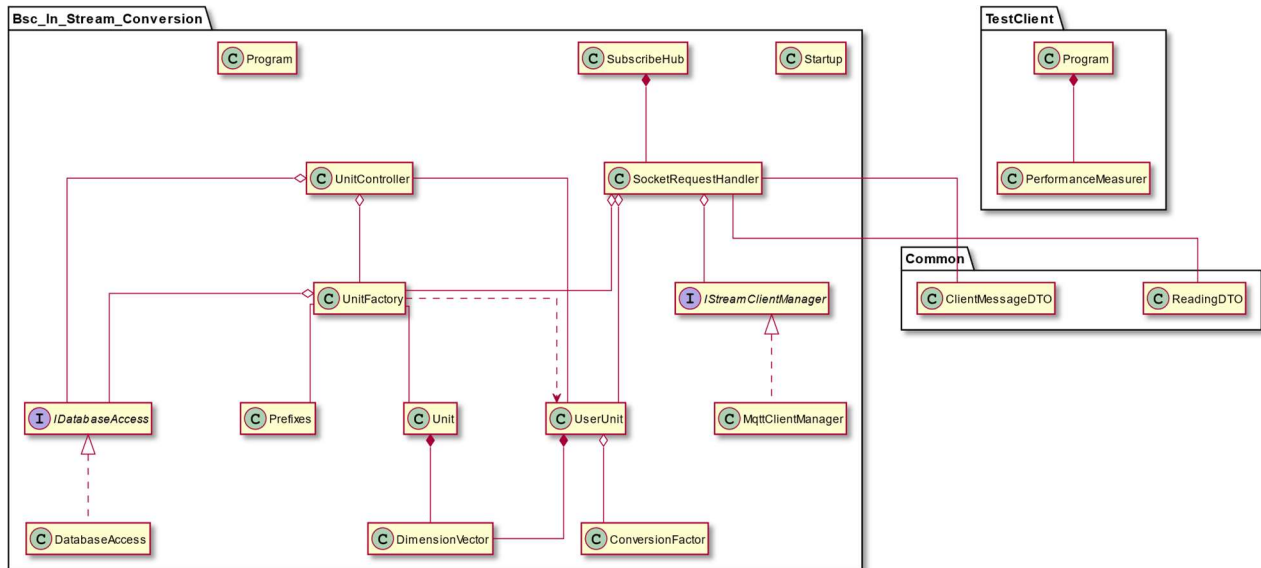 Bsc_In_Stream_Conversion
TestClient
C Program
C SubscribeHub
C Startup
C Program
C UnitController
C SocketRequestHandler
C PerformanceMeasurer
Common
C UnitFactory
I IStreamClientManager
C ClientMessageDTO
C ReadingDTO
I IDatabaseAccess
C Prefixes
C Unit
C UserUnit
C MqttClientManager
C DatabaseAccess
C DimensionVector
C ConversionFactor